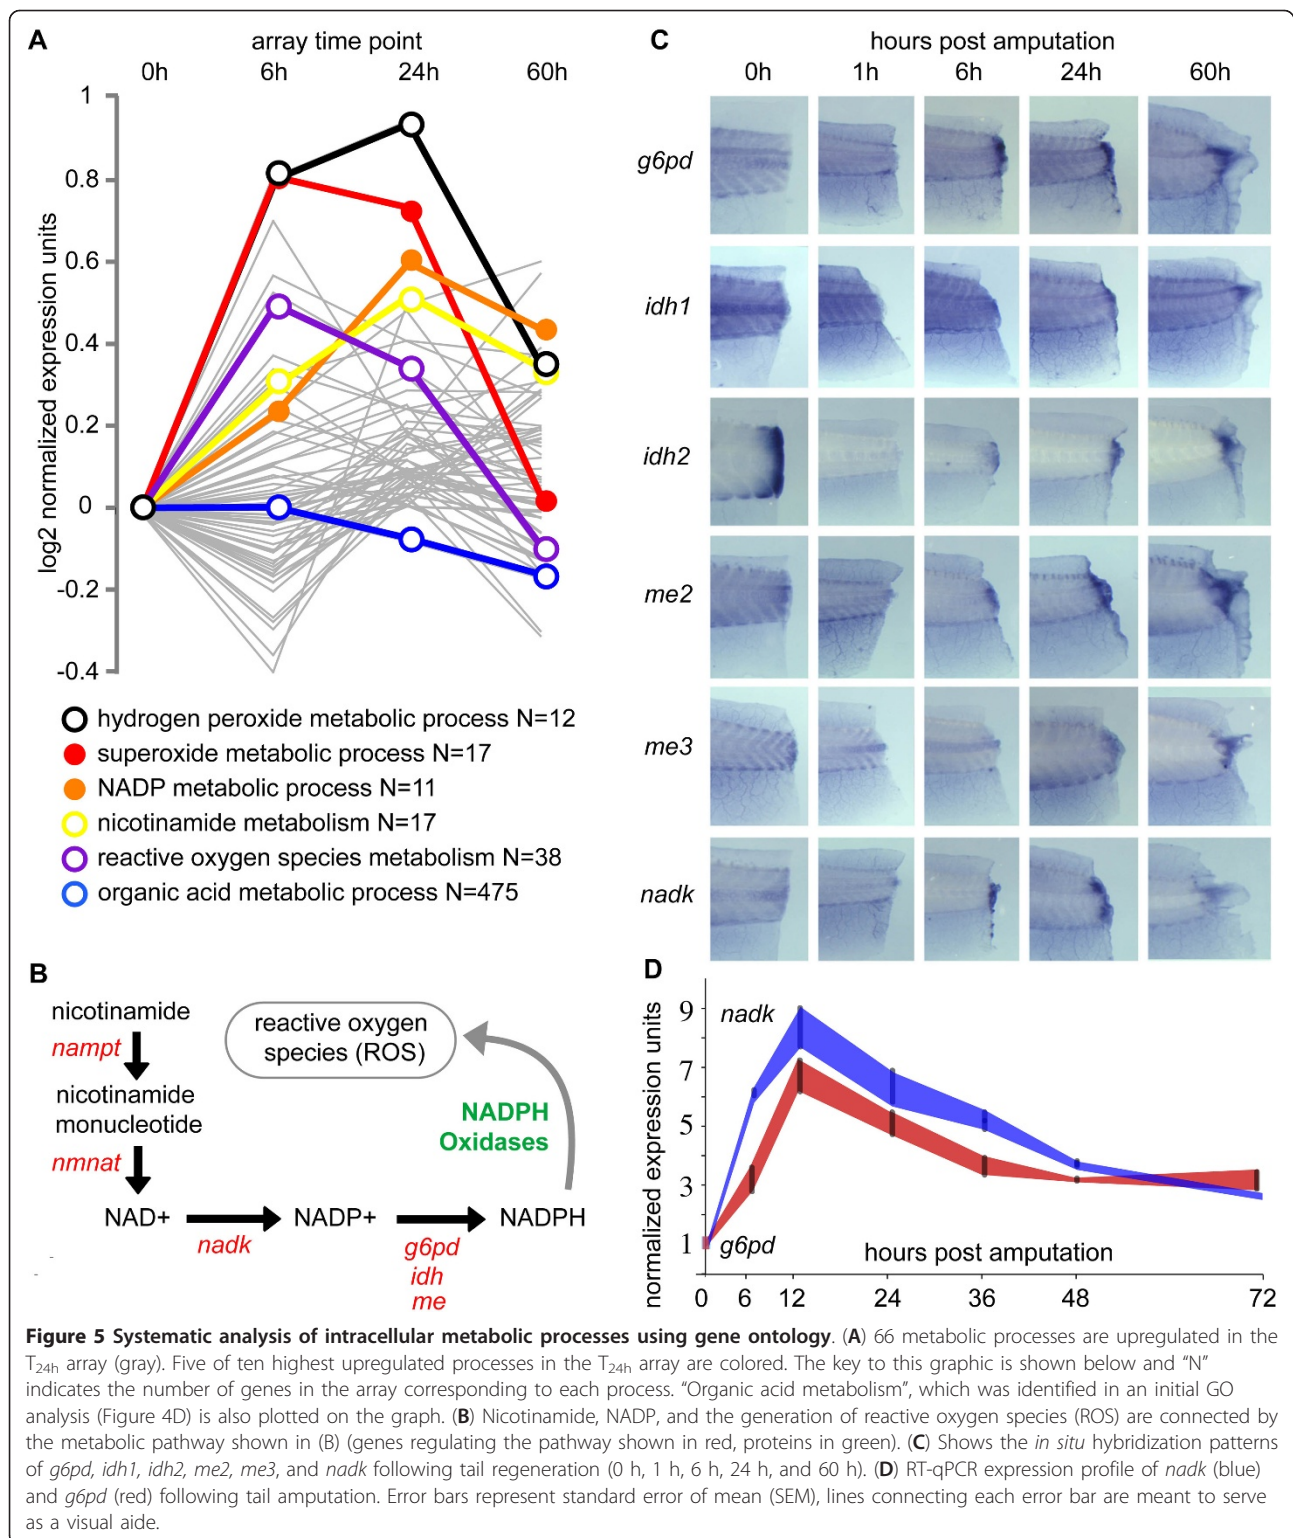 A
array time point
0h 6h 24h 60h
log2 normalized expression units
1
0.8
0.6
0.4
0.2
0
-0.2
-0.4
hydrogen peroxide metabolic process N=12
superoxide metabolic process N=17
NADP metabolic process N=11
nicotinamide metabolism N=17
reactive oxygen species metabolism N=38
organic acid metabolic process N=475
B
nicotinamide
nampt
nicotinamide
monucleotide
nmnat
NAD+
nadk
NADP+
g6pd
idh
me
NADPH
NADPH
Oxidases
reactive oxygen
species (ROS)
C
hours post amputation
0h 1h 6h 24h 60h
g6pd
idh1
idh2
me2
me3
nadk
D
normalized expression units
9
7
5
3
1
nadk
g6pd
hours post amputation
0 6 12 24 36 48 72
Figure 5 Systematic analysis of intracellular metabolic processes using gene ontology. (A) 66 metabolic processes are upregulated in the
T24h array (gray). Five of ten highest upregulated processes in the T24h array are colored. The key to this graphic is shown below and “N”
indicates the number of genes in the array corresponding to each process. “Organic acid metabolism”, which was identified in an initial GO
analysis (Figure 4D) is also plotted on the graph. (B) Nicotinamide, NADP, and the generation of reactive oxygen species (ROS) are connected by
the metabolic pathway shown in (B) (genes regulating the pathway shown in red, proteins in green). (C) Shows the in situ hybridization patterns
of g6pd, idh1, idh2, me2, me3, and nadk following tail regeneration (0 h, 1 h, 6 h, 24 h, and 60 h). (D) RT-qPCR expression profile of nadk (blue)
and g6pd (red) following tail amputation. Error bars represent standard error of mean (SEM), lines connecting each error bar are meant to serve
as a visual aide.